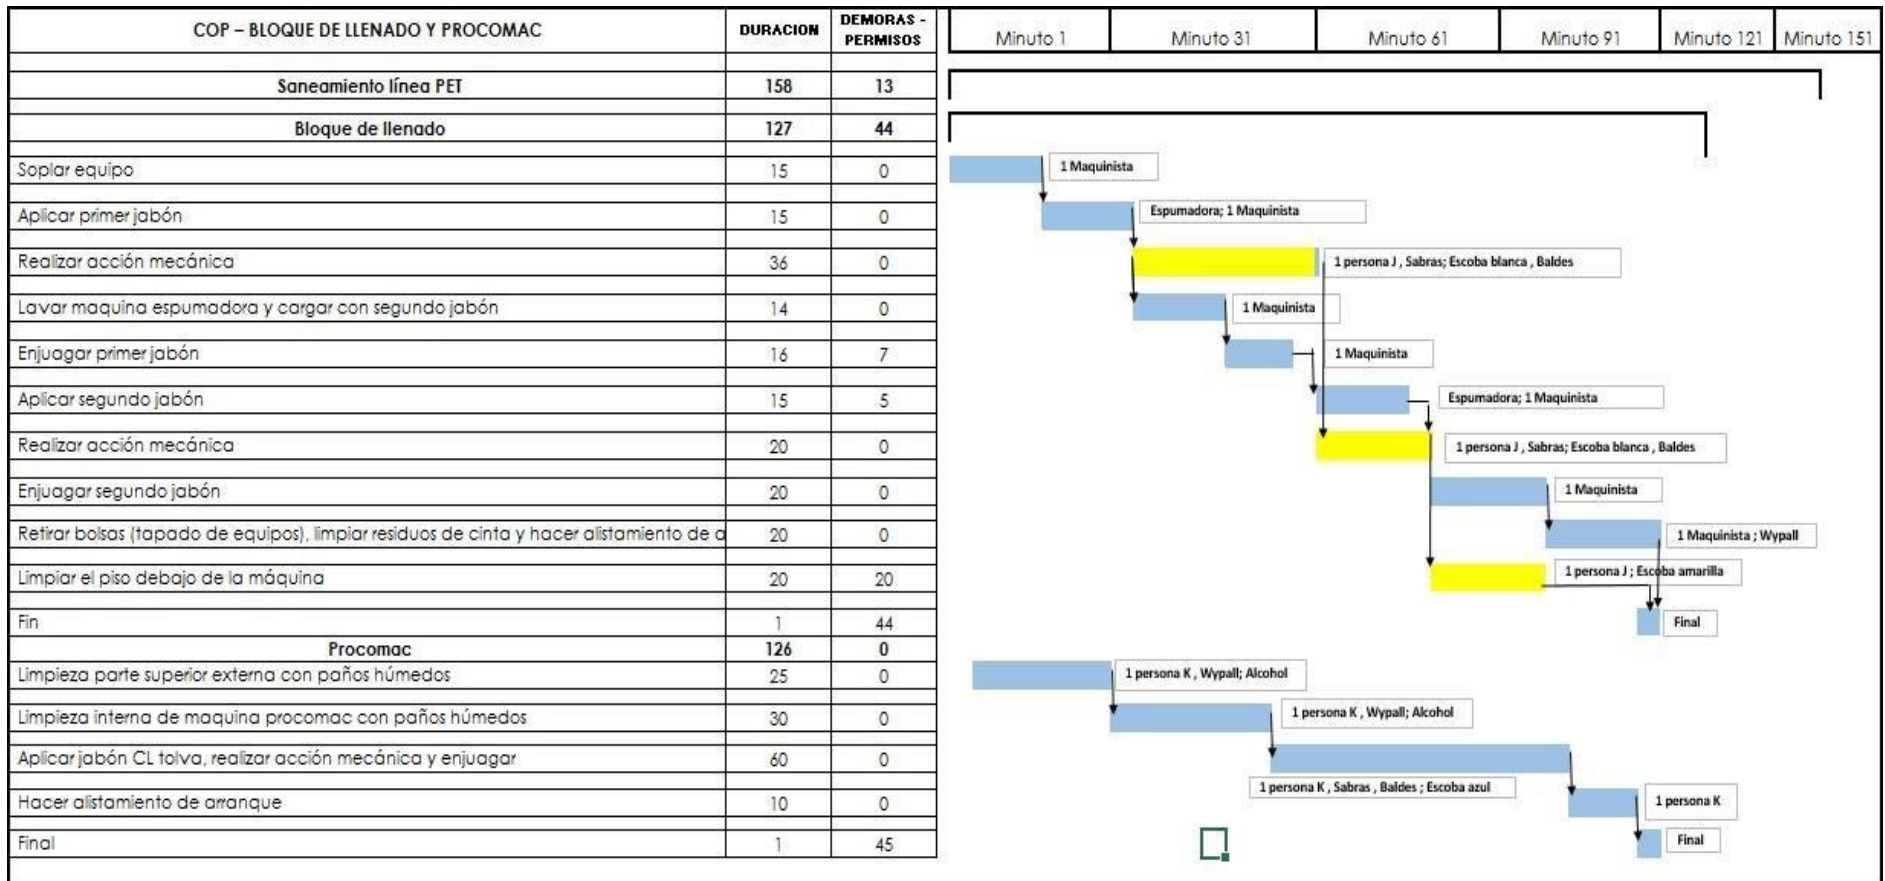 COP – BLOQUE DE LLENADO Y PROCOMAC DURACION DEMORAS - PERMISOS Minuto 1 Minuto 31 Minuto 61 Minuto 91 Minuto 121 Minuto 151
Saneamiento línea PET 158 13
Bloque de llenado 127 44
Soplar equipo 15 0 1 Maquinista
Aplicar primer jabón 15 0 Espumadora; 1 Maquinista
Realizar acción mecánica 36 0 1 persona J , Sabras; Escoba blanca , Baldes
Lavar maquina espumadora y cargar con segundo jabón 14 0 1 Maquinista
Enjuagar primer jabón 16 7 1 Maquinista
Aplicar segundo jabón 15 5 Espumadora; 1 Maquinista
Realizar acción mecánica 20 0 1 persona J , Sabras; Escoba blanca , Baldes
Enjuagar segundo jabón 20 0 1 Maquinista
Retirar bolsas (tapado de equipos), limpiar residuos de cinta y hacer alistamiento de a 20 0 1 Maquinista ; Wypall
Limpiar el piso debajo de la máquina 20 20 1 persona J ; Escoba amarilla
Fin 1 44 Final
Procomac 126 0
Limpieza parte superior externa con paños húmedos 25 0 1 persona K , Wypall; Alcohol
Limpieza interna de maquina procomac con paños húmedos 30 0 1 persona K , Wypall; Alcohol
Aplicar jabón CL tolva, realizar acción mecánica y enjuagar 60 0 1 persona K , Sabras , Baldes ; Escoba azul
Hacer alistamiento de arranque 10 0 1 persona K
Final 1 45 Final